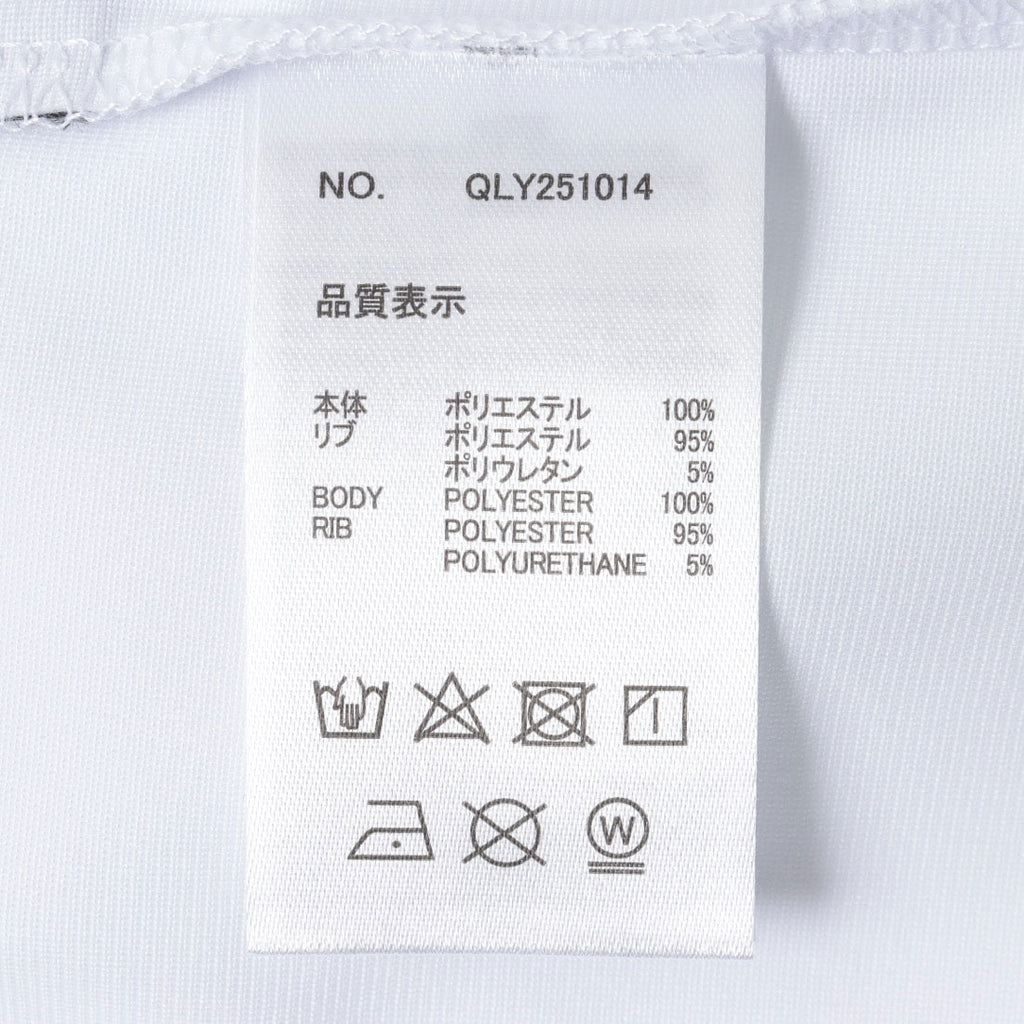 NO. QLY251014
品質表示
本体 ポリエステル 100%
リブ ポリエステル 95%
ポリウレタン 5%
BODY POLYESTER 100%
RIB POLYESTER 95%
POLYURETHANE 5%
W